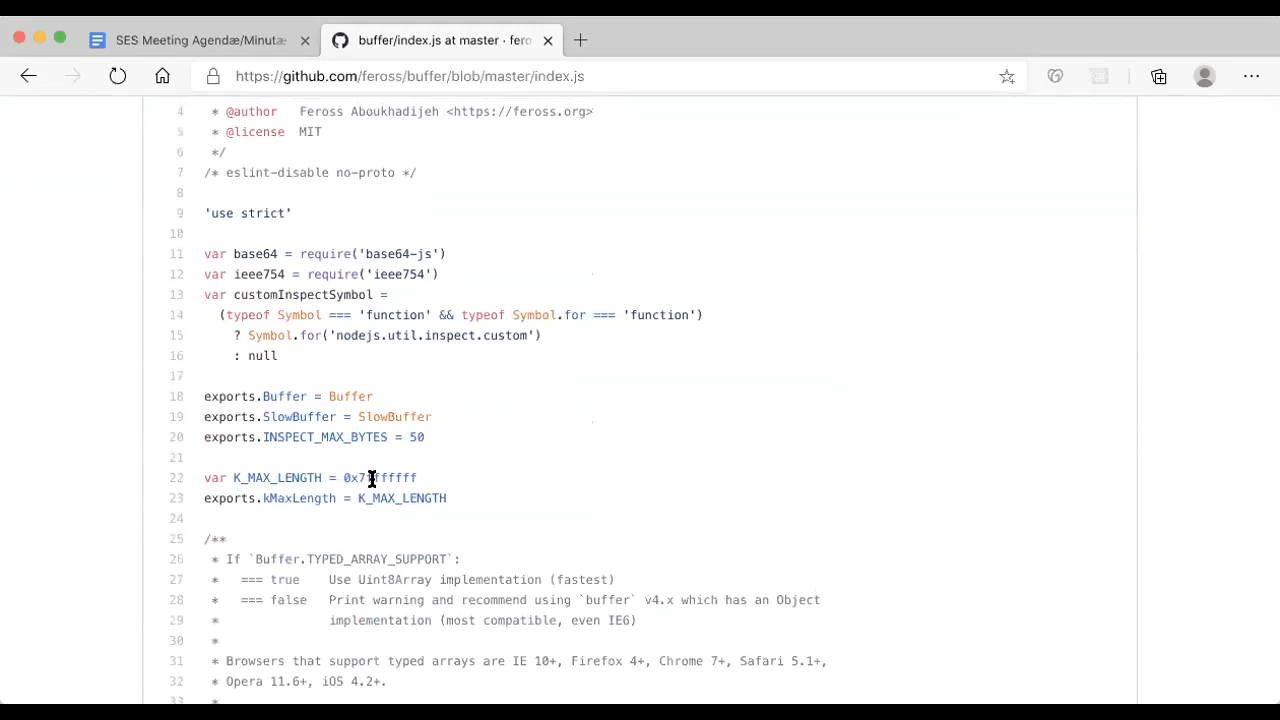 SES Meeting Agendæ/Minutæ
buffer/index.js at master · fero
https://github.com/feross/buffer/blob/master/index.js
4 * @author Feross Aboukhadijeh <https://feross.org>
5 * @license MIT
6 */
7 /* eslint-disable no-proto */
8
9 'use strict'
10
11 var base64 = require('base64-js')
12 var ieee754 = require('ieee754')
13 var customInspectSymbol =
14 (typeof Symbol === 'function' && typeof Symbol.for === 'function')
15 ? Symbol.for('nodejs.util.inspect.custom')
16 : null
17
18 exports.Buffer = Buffer
19 exports.SlowBuffer = SlowBuffer
20 exports.INSPECT_MAX_BYTES = 50
21
22 var K_MAX_LENGTH = 0x7fffffff
23 exports.kMaxLength = K_MAX_LENGTH
24
25 /**
26 * If `Buffer.TYPED_ARRAY_SUPPORT`:
27 * === true Use Uint8Array implementation (fastest)
28 * === false Print warning and recommend using `buffer` v4.x which has an Object
29 * implementation (most compatible, even IE6)
30 *
31 * Browsers that support typed arrays are IE 10+, Firefox 4+, Chrome 7+, Safari 5.1+,
32 * Opera 11.6+, iOS 4.2+.
33 *